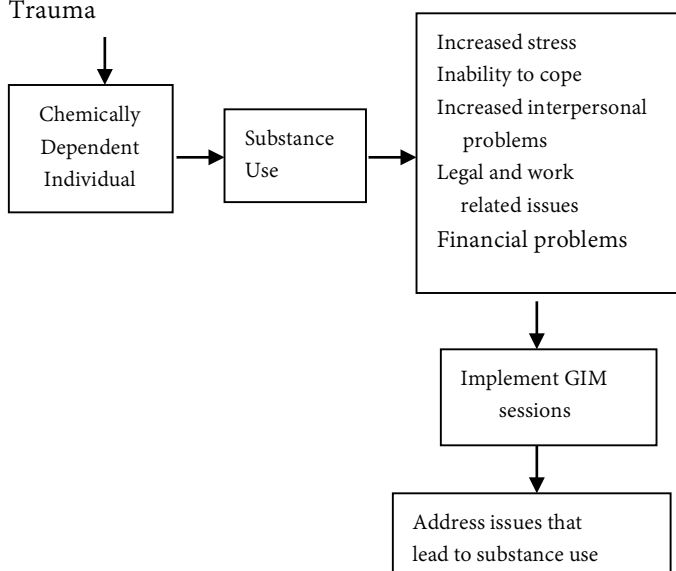 Trauma
Chemically
Dependent
Individual
Substance
Use
Increased stress
Inability to cope
Increased interpersonal
problems
Legal and work
related issues
Financial problems
Implement GIM
sessions
Address issues that
lead to substance use